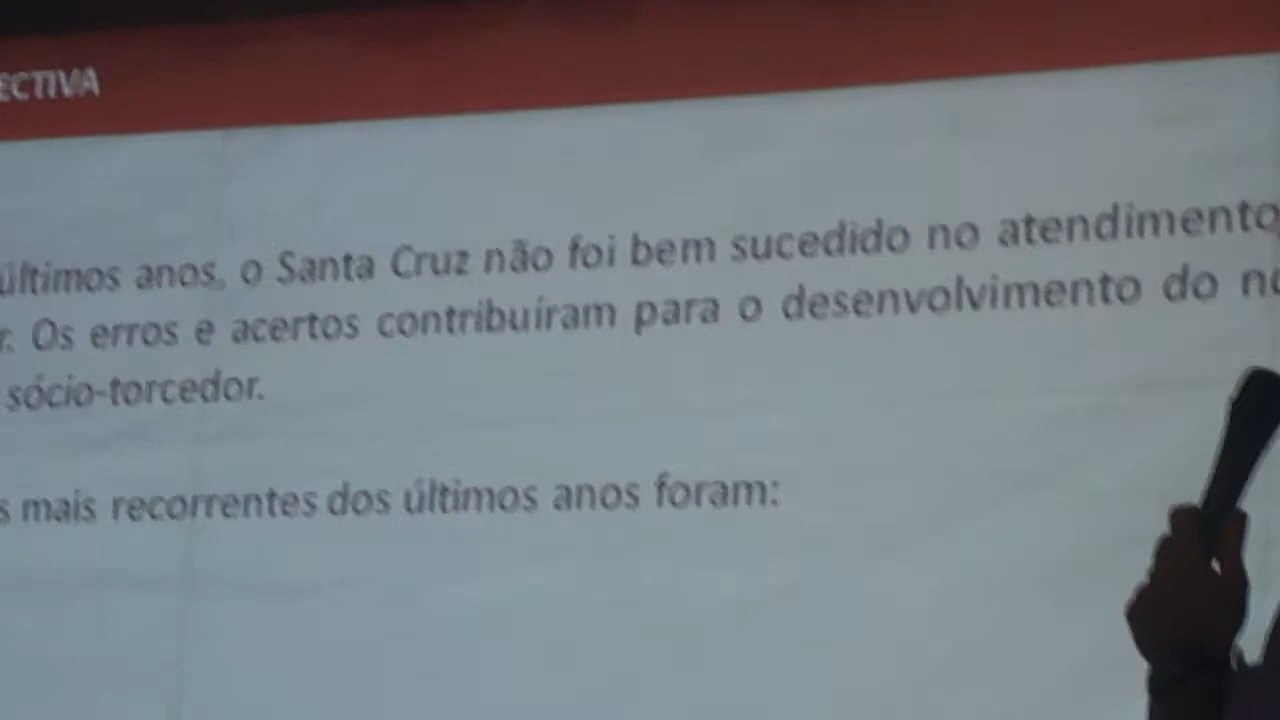 ECTIVA
últimos anos, o Santa Cruz não foi bem sucedido no atendimento
r. Os erros e acertos contribuíram para o desenvolvimento do
sócio-torcedor.
s mais recorrentes dos últimos anos foram: